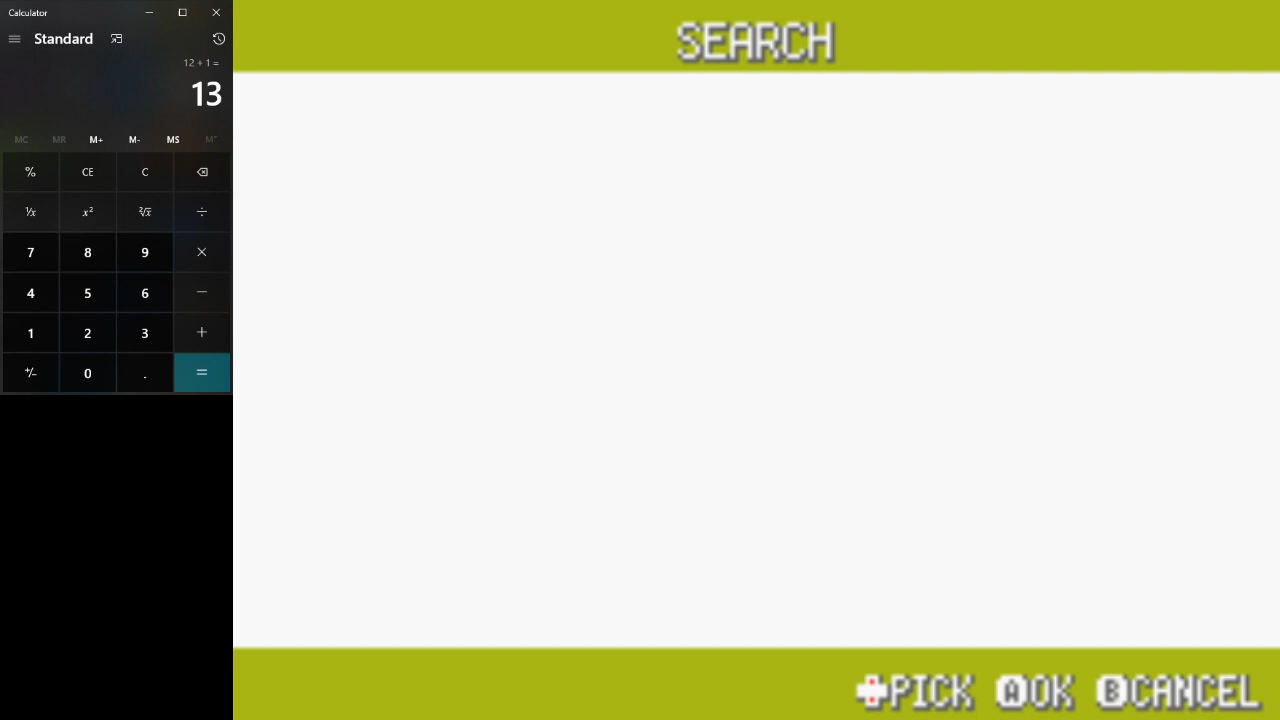 Calculator
Standard
12 + 1 =
13
MC MR M+ M- MS M˅
% CE C
¹/x x² ²√x ÷
7 8 9 ×
4 5 6 −
1 2 3 +
+/- 0 . =
SEARCH
PICK A OK B CANCEL